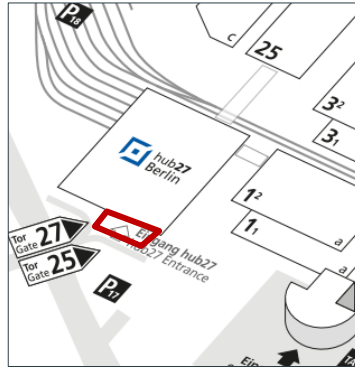 P18
c
25
3²
3₁
hub27
Berlin
1²
1₁
a
a
Tor
Gate 27
Tor
Gate 25
Eingang hub27
hub27 Entrance
P17